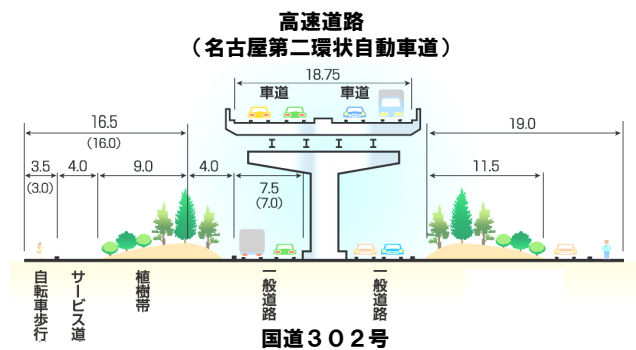 高速道路
（名古屋第二環状自動車道）
18.75
車道 車道
16.5
(16.0)
19.0
3.5
(3.0)
4.0
9.0
4.0
7.5
(7.0)
11.5
自転車歩行
サービス道
植樹帯
一般道路
一般道路
国道３０２号